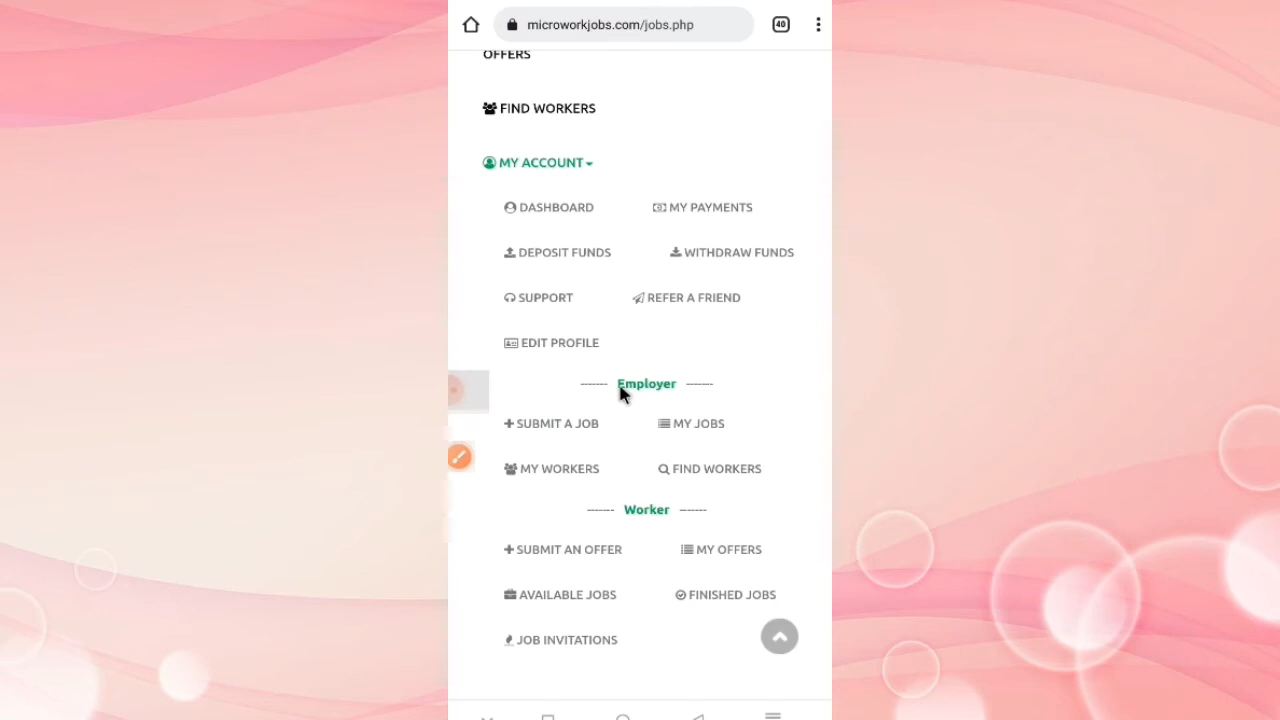 microworkjobs.com/jobs.php 40
OFFERS
FIND WORKERS
MY ACCOUNT
DASHBOARD MY PAYMENTS
DEPOSIT FUNDS WITHDRAW FUNDS
SUPPORT REFER A FRIEND
EDIT PROFILE
------- Employer -------
+ SUBMIT A JOB MY JOBS
MY WORKERS FIND WORKERS
------- Worker -------
+ SUBMIT AN OFFER MY OFFERS
AVAILABLE JOBS FINISHED JOBS
JOB INVITATIONS